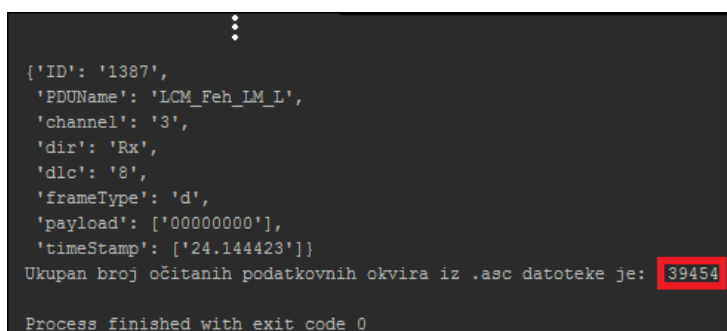 {'ID': '1387',
'PDUName': 'LCM_Feh_LM_L',
'channel': '3',
'dir': 'Rx',
'dlc': '8',
'frameType': 'd',
'payload': ['00000000'],
'timeStamp': ['24.144423']}
Ukupan broj očitanih podatkovnih okvira iz .asc datoteke je: 39454
Process finished with exit code 0